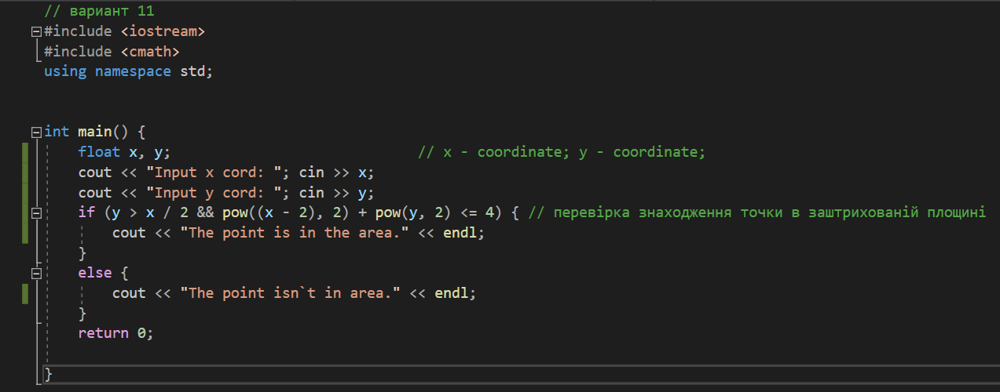 // вариант 11
#include <iostream>
#include <cmath>
using namespace std;
int main() {
float x, y; // x - coordinate; y - coordinate;
cout << "Input x cord: "; cin >> x;
cout << "Input y cord: "; cin >> y;
if (y > x / 2 && pow((x - 2), 2) + pow(y, 2) <= 4) { // перевірка знаходження точки в заштрихованій площині
cout << "The point is in the area." << endl;
}
else {
cout << "The point isn`t in area." << endl;
}
return 0;
}